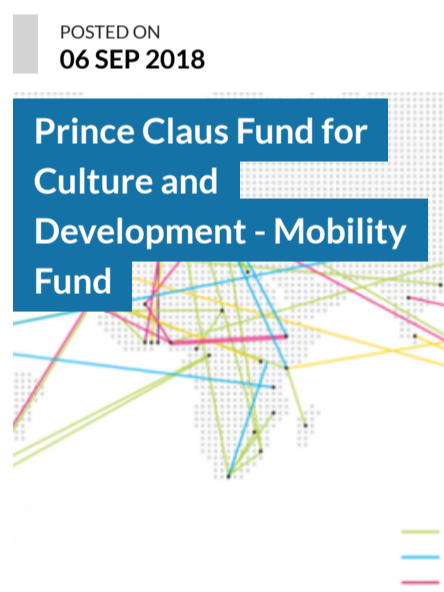 POSTED ON
06 SEP 2018
Prince Claus Fund for
Culture and
Development - Mobility
Fund